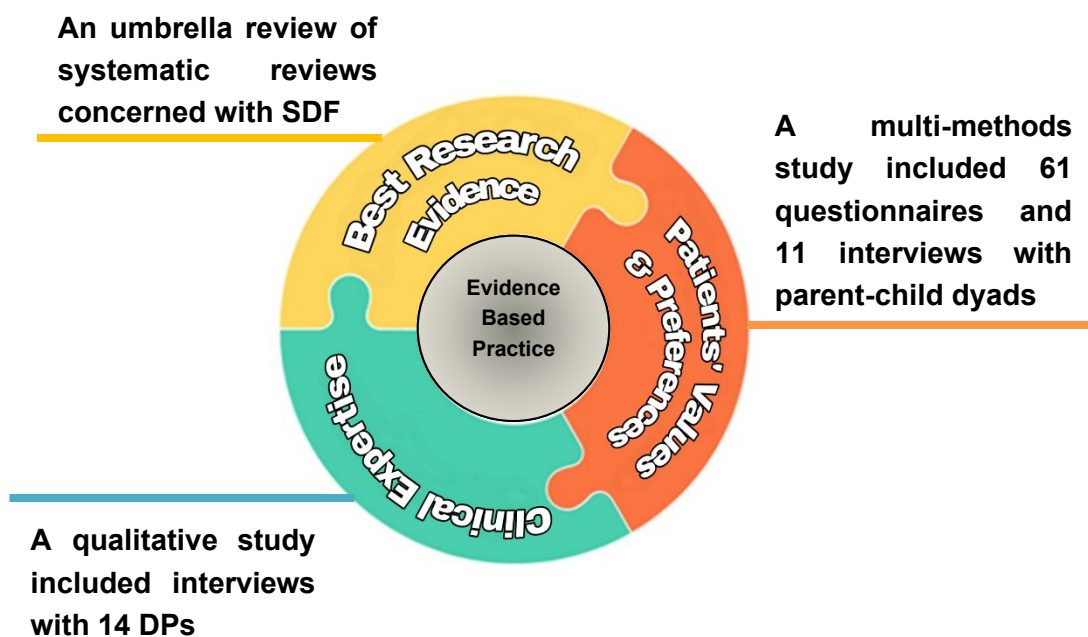 An umbrella review of
systematic reviews
concerned with SDF
Best Research
Evidence
A multi-methods
study included 61
questionnaires and
11 interviews with
parent-child dyads
Patients' Values
& Preferences
Evidence
Based
Practice
Clinical Expertise
A qualitative study
included interviews
with 14 DPs